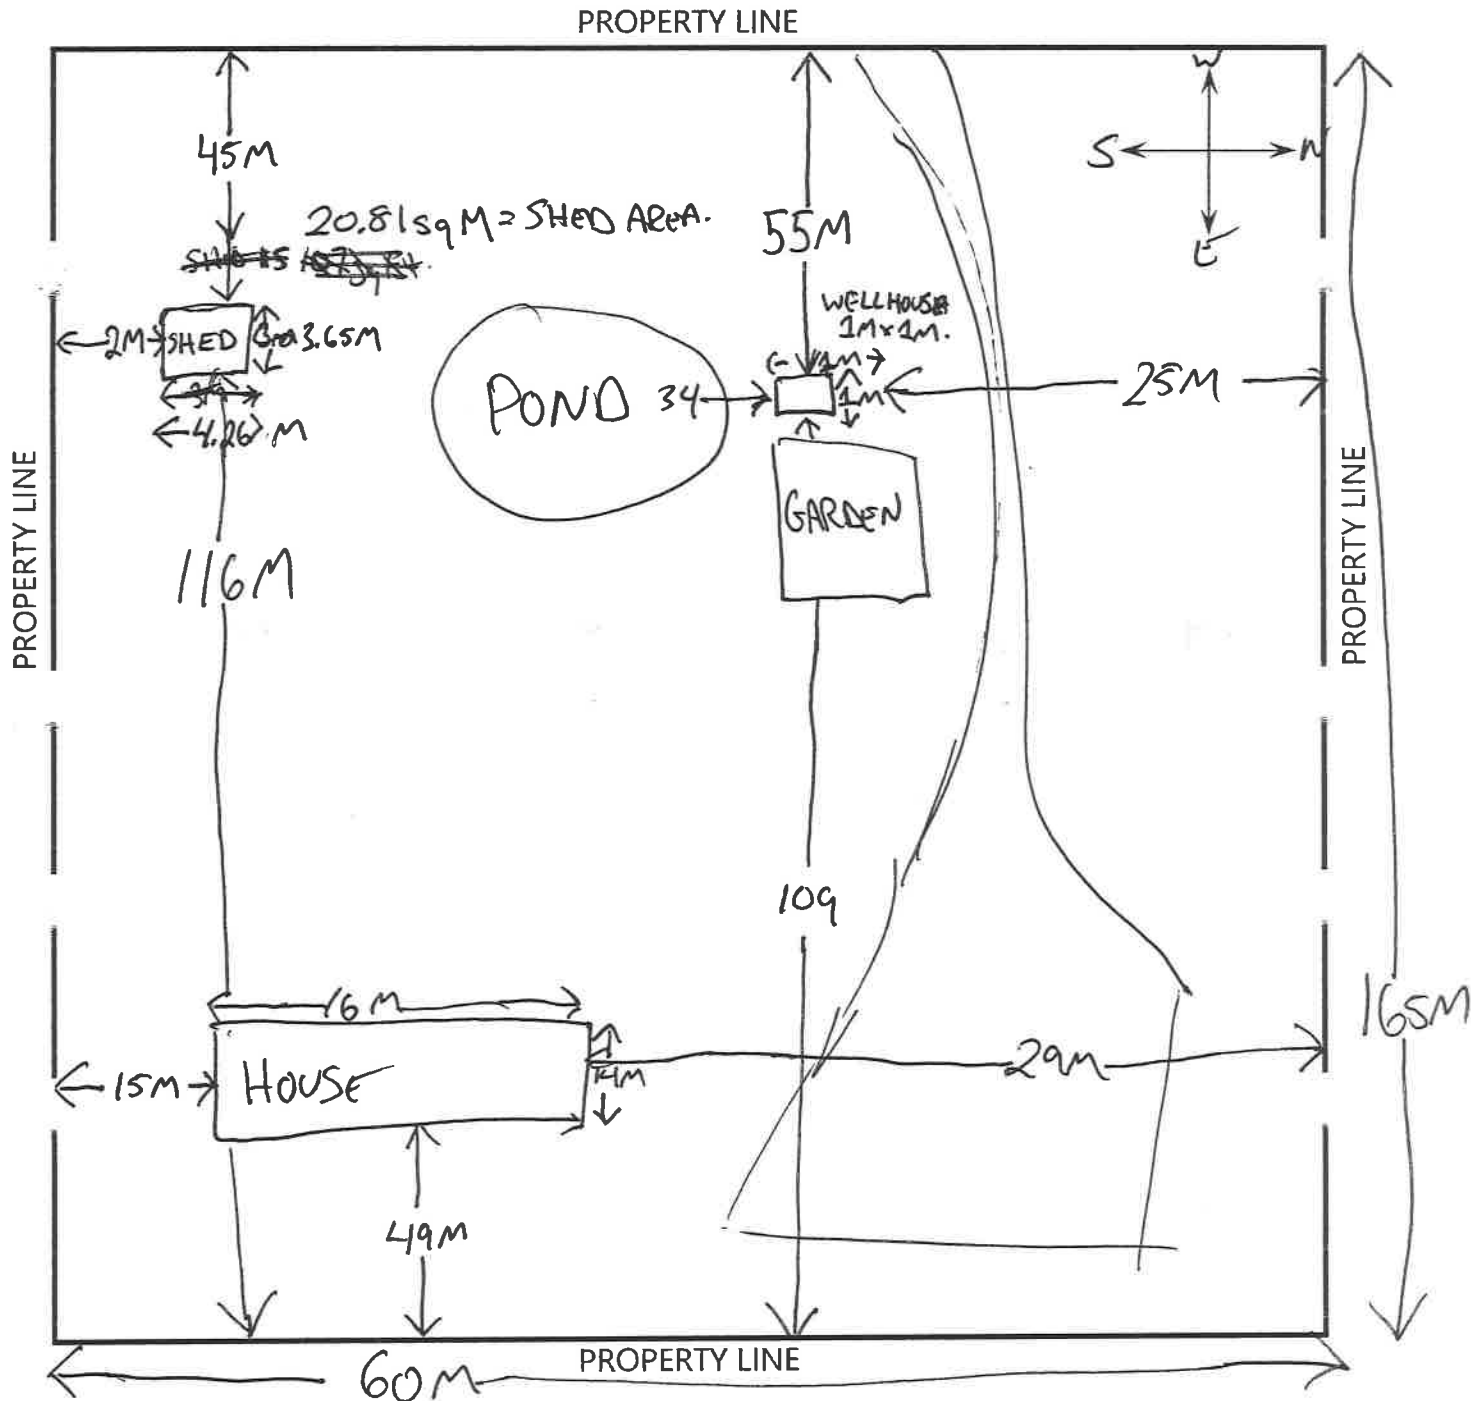 PROPERTY LINE
W
S N
E
45M
20.81sqM = SHED AREA.
55M
WELLHOUSE
1M x 1M.
2M
SHED
3.65M
1M
POND
34
1M
25M
4.26 M
GARDEN
PROPERTY LINE
PROPERTY LINE
116M
109
16M
165M
15M
HOUSE
14M
29M
49M
PROPERTY LINE
60M